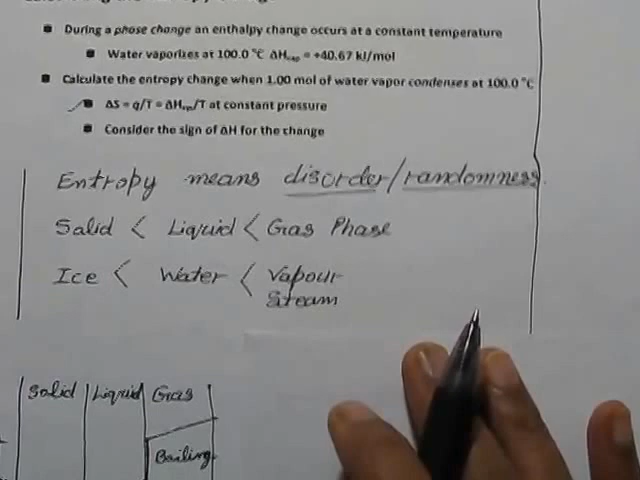 During a phase change an enthalpy change occurs at a constant temperature
Water vaporizes at 100.0 °C ΔHvap = +40.67 kJ/mol
Calculate the entropy change when 1.00 mol of water vapor condenses at 100.0 °C
ΔS = q/T = ΔHvap/T at constant pressure
Consider the sign of ΔH for the change
Entropy means disorder/randomness.
Solid < Liquid < Gas Phase
Ice < Water < Vapour
Steam
Solid Liquid Gas
Boiling